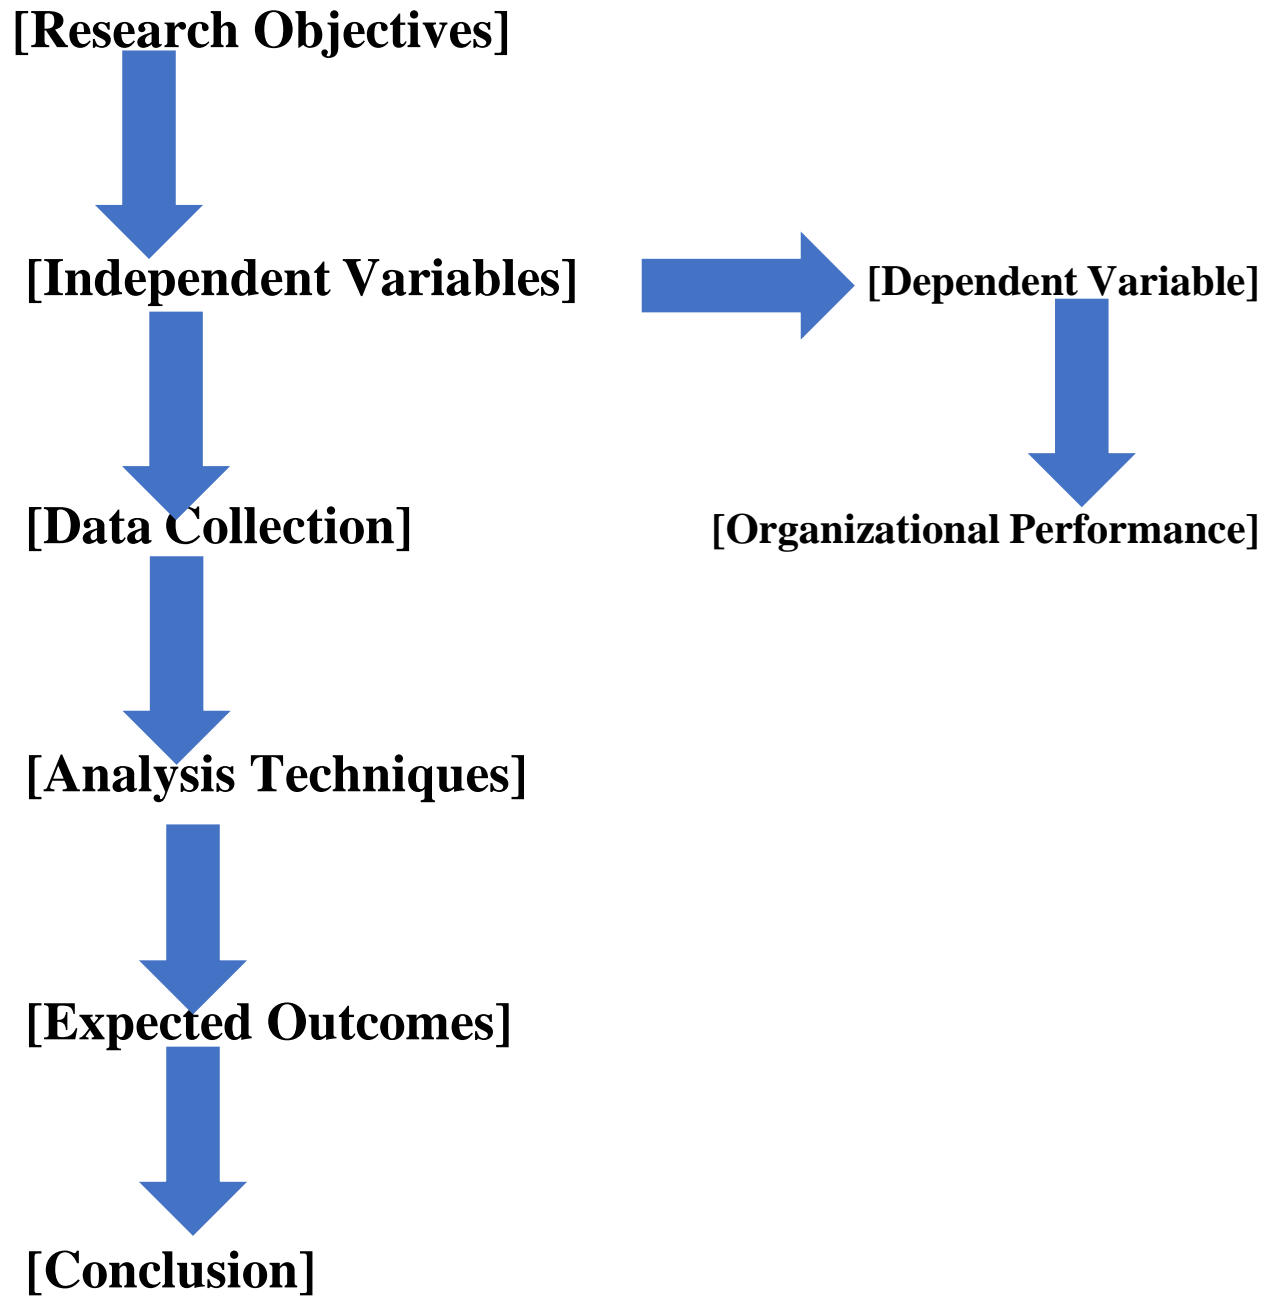 [Research Objectives]
[Independent Variables]
[Dependent Variable]
[Data Collection]
[Organizational Performance]
[Analysis Techniques]
[Expected Outcomes]
[Conclusion]